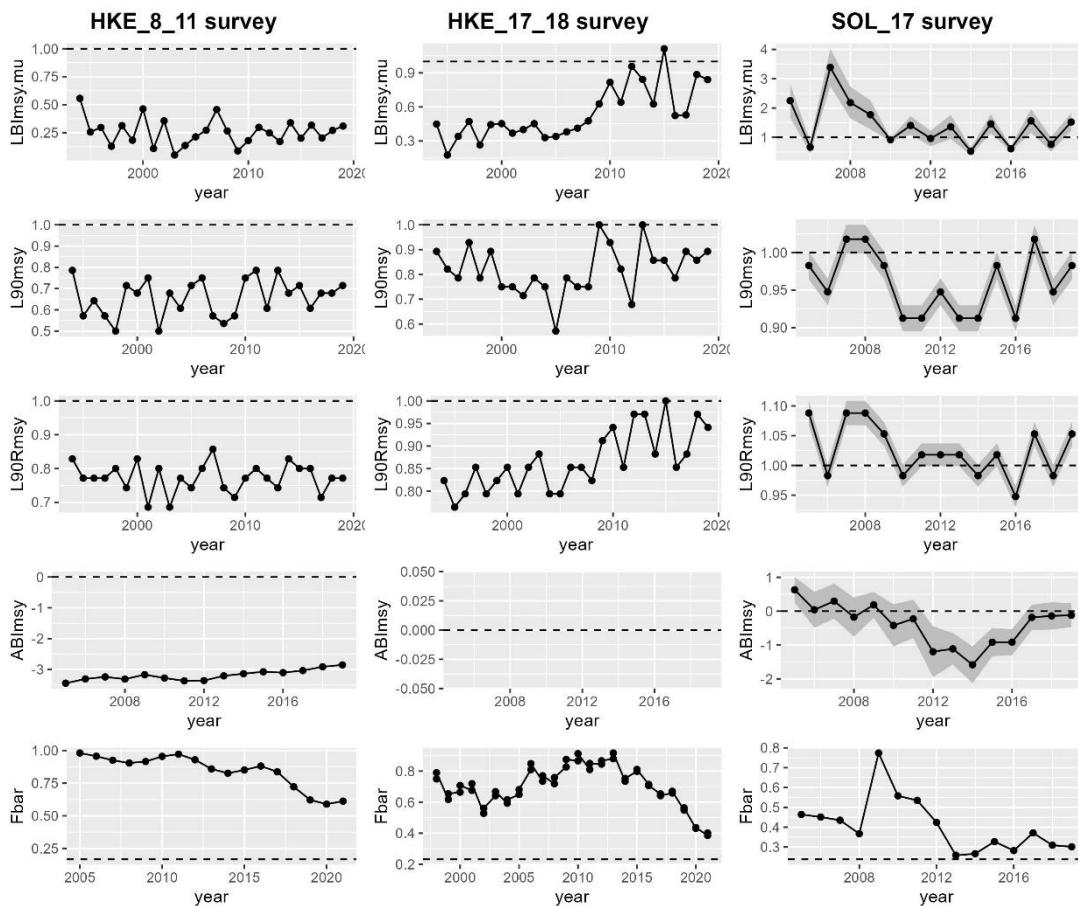 HKE_8_11 survey HKE_17_18 survey SOL_17 survey
LBImsy.mu
1.00
0.75
0.50
0.25
2000 2010 2020
year
LBImsy.mu
0.9
0.6
0.3
2000 2010 2020
year
LBImsy.mu
4
3
2
1
2008 2012 2016
year
L90msy
1.0
0.9
0.8
0.7
0.6
0.5
2000 2010 2020
year
L90msy
1.0
0.9
0.8
0.7
0.6
2000 2010 2020
year
L90msy
1.00
0.95
0.90
2008 2012 2016
year
L90Rmsy
1.0
0.9
0.8
0.7
2000 2010 2020
year
L90Rmsy
1.00
0.95
0.90
0.85
0.80
2000 2010 2020
year
L90Rmsy
1.10
1.05
1.00
0.95
2008 2012 2016
year
ABImsy
0
-1
-2
-3
2008 2012 2016
year
ABImsy
0.050
0.025
0.000
-0.025
-0.050
2008 2012 2016
year
ABImsy
1
0
-1
-2
2008 2012 2016
year
Fbar
1.00
0.75
0.50
0.25
2005 2010 2015 2020
year
Fbar
0.8
0.6
0.4
0.2
2000 2005 2010 2015 2020
year
Fbar
0.8
0.7
0.6
0.5
0.4
0.3
2008 2012 2016
year